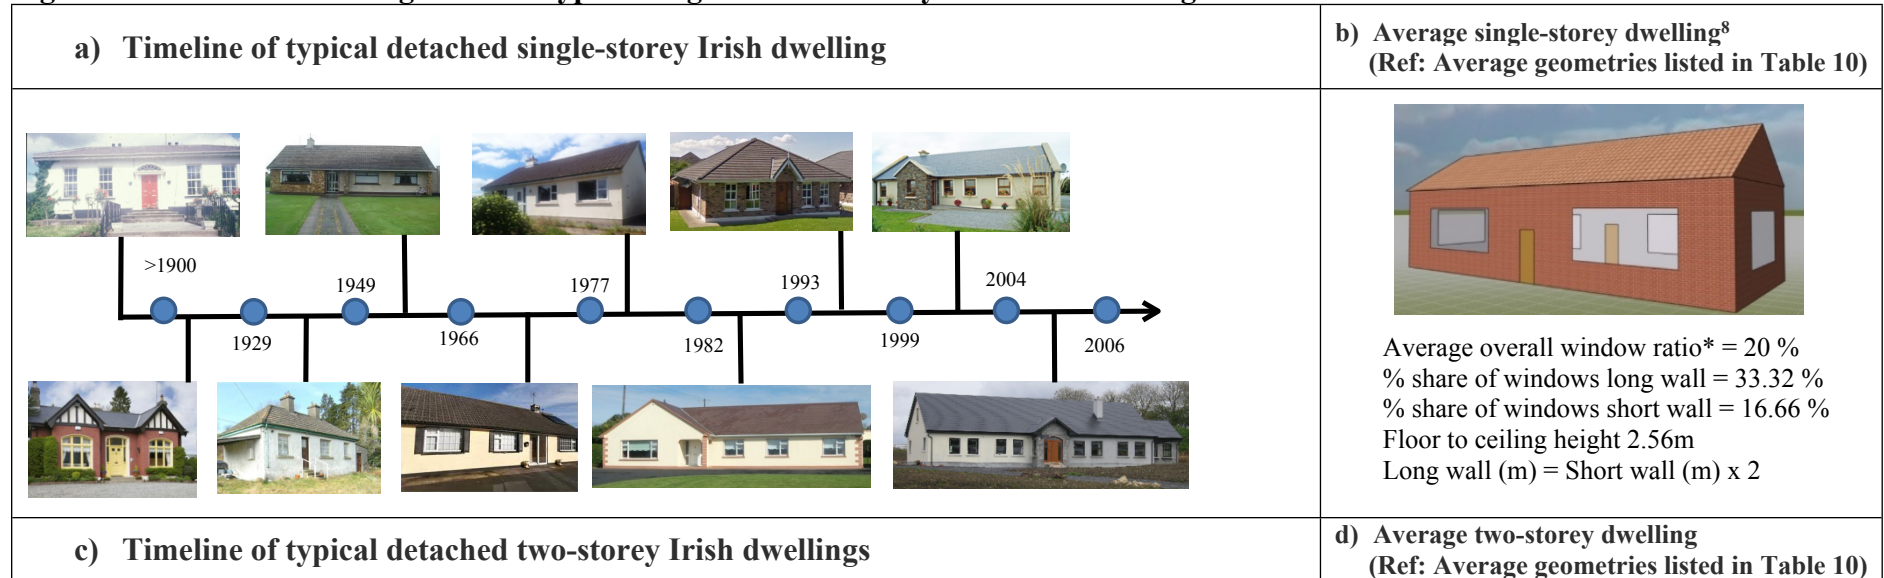 a) Timeline of typical detached single-storey Irish dwelling
b) Average single-storey dwelling⁸
(Ref: Average geometries listed in Table 10)
>1900
1929
1949
1966
1977
1982
1993
1999
2004
2006
Average overall window ratio* = 20 %
% share of windows long wall = 33.32 %
% share of windows short wall = 16.66 %
Floor to ceiling height 2.56m
Long wall (m) = Short wall (m) x 2
c) Timeline of typical detached two-storey Irish dwellings
d) Average two-storey dwelling
(Ref: Average geometries listed in Table 10)